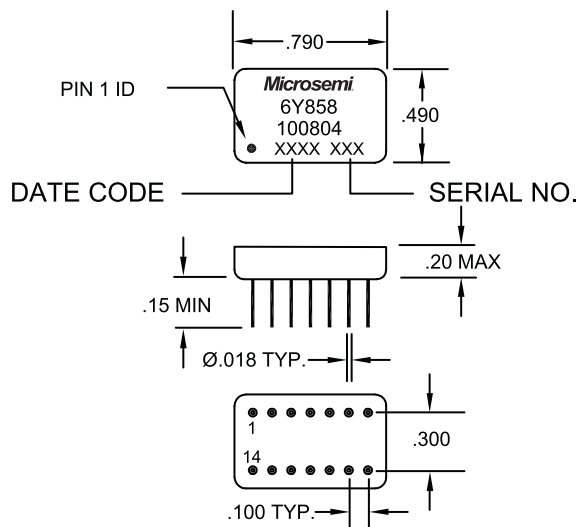 .790
PIN 1 ID
Microsemi
6Y858
100804
XXXX XXX
.490
DATE CODE
SERIAL NO.
.20 MAX
.15 MIN
Ø.018 TYP.
1
14
.300
.100 TYP.